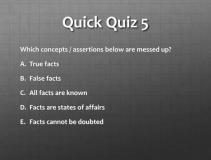 Quick Quiz 5
Which concepts / assertions below are messed up?
A. True facts
B. False facts
C. All facts are known
D. Facts are states of affairs
E. Facts cannot be doubted